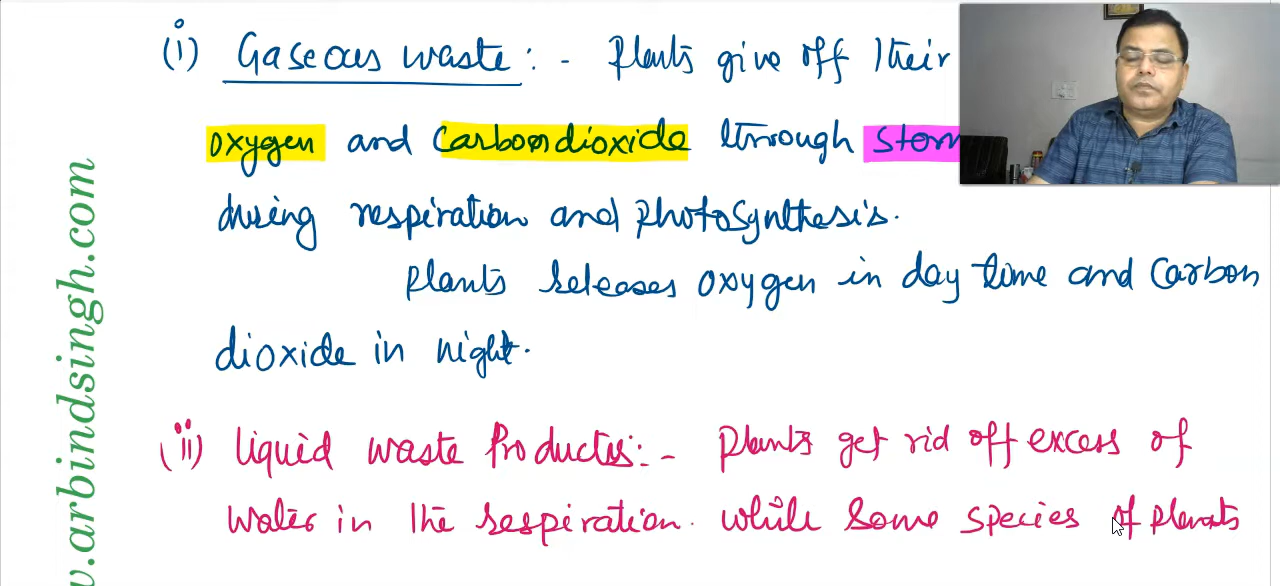 (i) Gaseous waste:- Plants give off their
oxygen and Carbondioxide through stom
during respiration and Photosynthesis.
Plants releases oxygen in day time and Carbon
dioxide in night.
(ii) liquid waste Products:- Plants get rid off excess of
water in the respiration. while some species of plants
w.arbindsingh.com